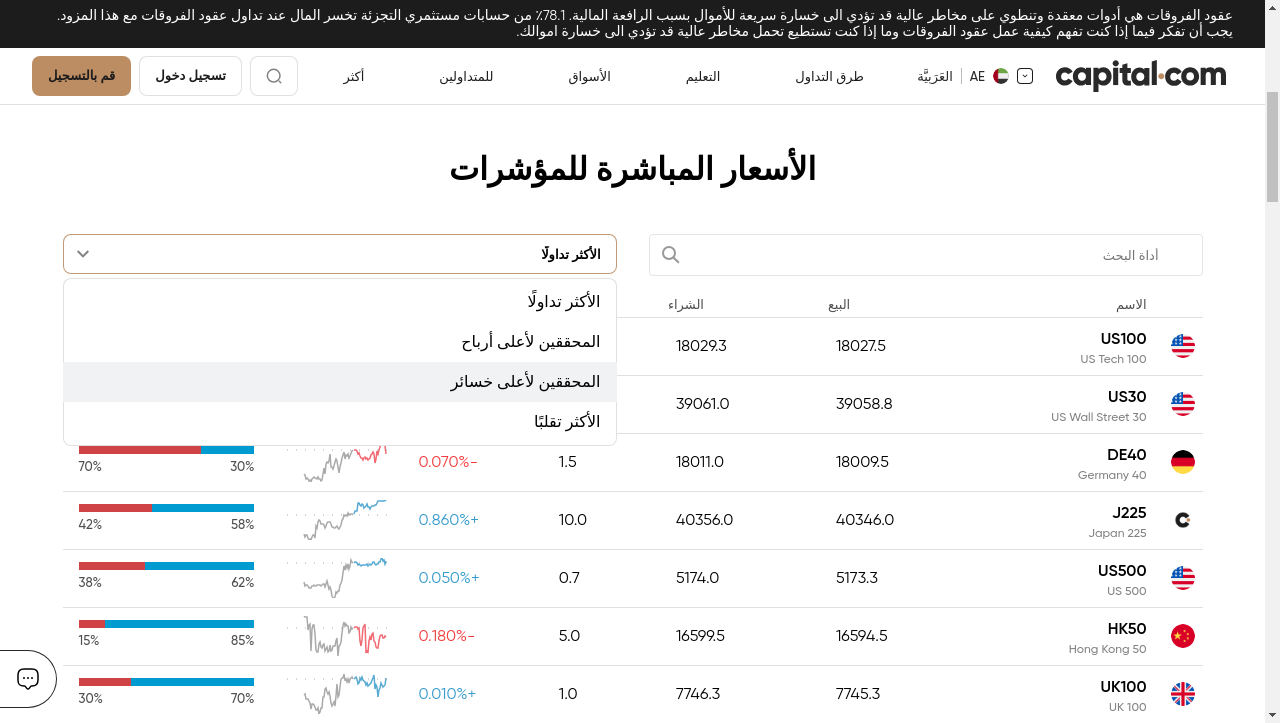 عقود الفروقات هي أدوات معقدة وتنطوي على مخاطر عالية قد تؤدي الى خسارة سريعة للأموال بسبب الرافعة المالية. 78.1٪ من حسابات مستثمري التجزئة تخسر المال عند تداول عقود الفروقات مع هذا المزود.
يجب أن تفكر فيما إذا كنت تفهم كيفية عمل عقود الفروقات وما إذا كنت تستطيع تحمل مخاطر عالية قد تؤدي الى خسارة اموالك.
capital.com
AE العَرَبيَّة
طرق التداول
التعليم
الأسواق
للمتداولين
أكثر
تسجيل دخول
قم بالتسجيل
الأسعار المباشرة للمؤشرات
أداة البحث
الأكثر تداولًا
الأكثر تداولًا
المحققين لأعلى أرباح
المحققين لأعلى خسائر
الأكثر تقلبًا
الاسم البيع الشراء
US100 18027.5 18029.3
US Tech 100
US30 39058.8 39061.0
US Wall Street 30
DE40 18009.5 18011.0 1.5 0.070%- 30% 70%
Germany 40
J225 40346.0 40356.0 10.0 0.860%+ 58% 42%
Japan 225
US500 5173.3 5174.0 0.7 0.050%+ 62% 38%
US 500
HK50 16594.5 16599.5 5.0 0.180%- 85% 15%
Hong Kong 50
UK100 7745.3 7746.3 1.0 0.010%+ 70% 30%
UK 100